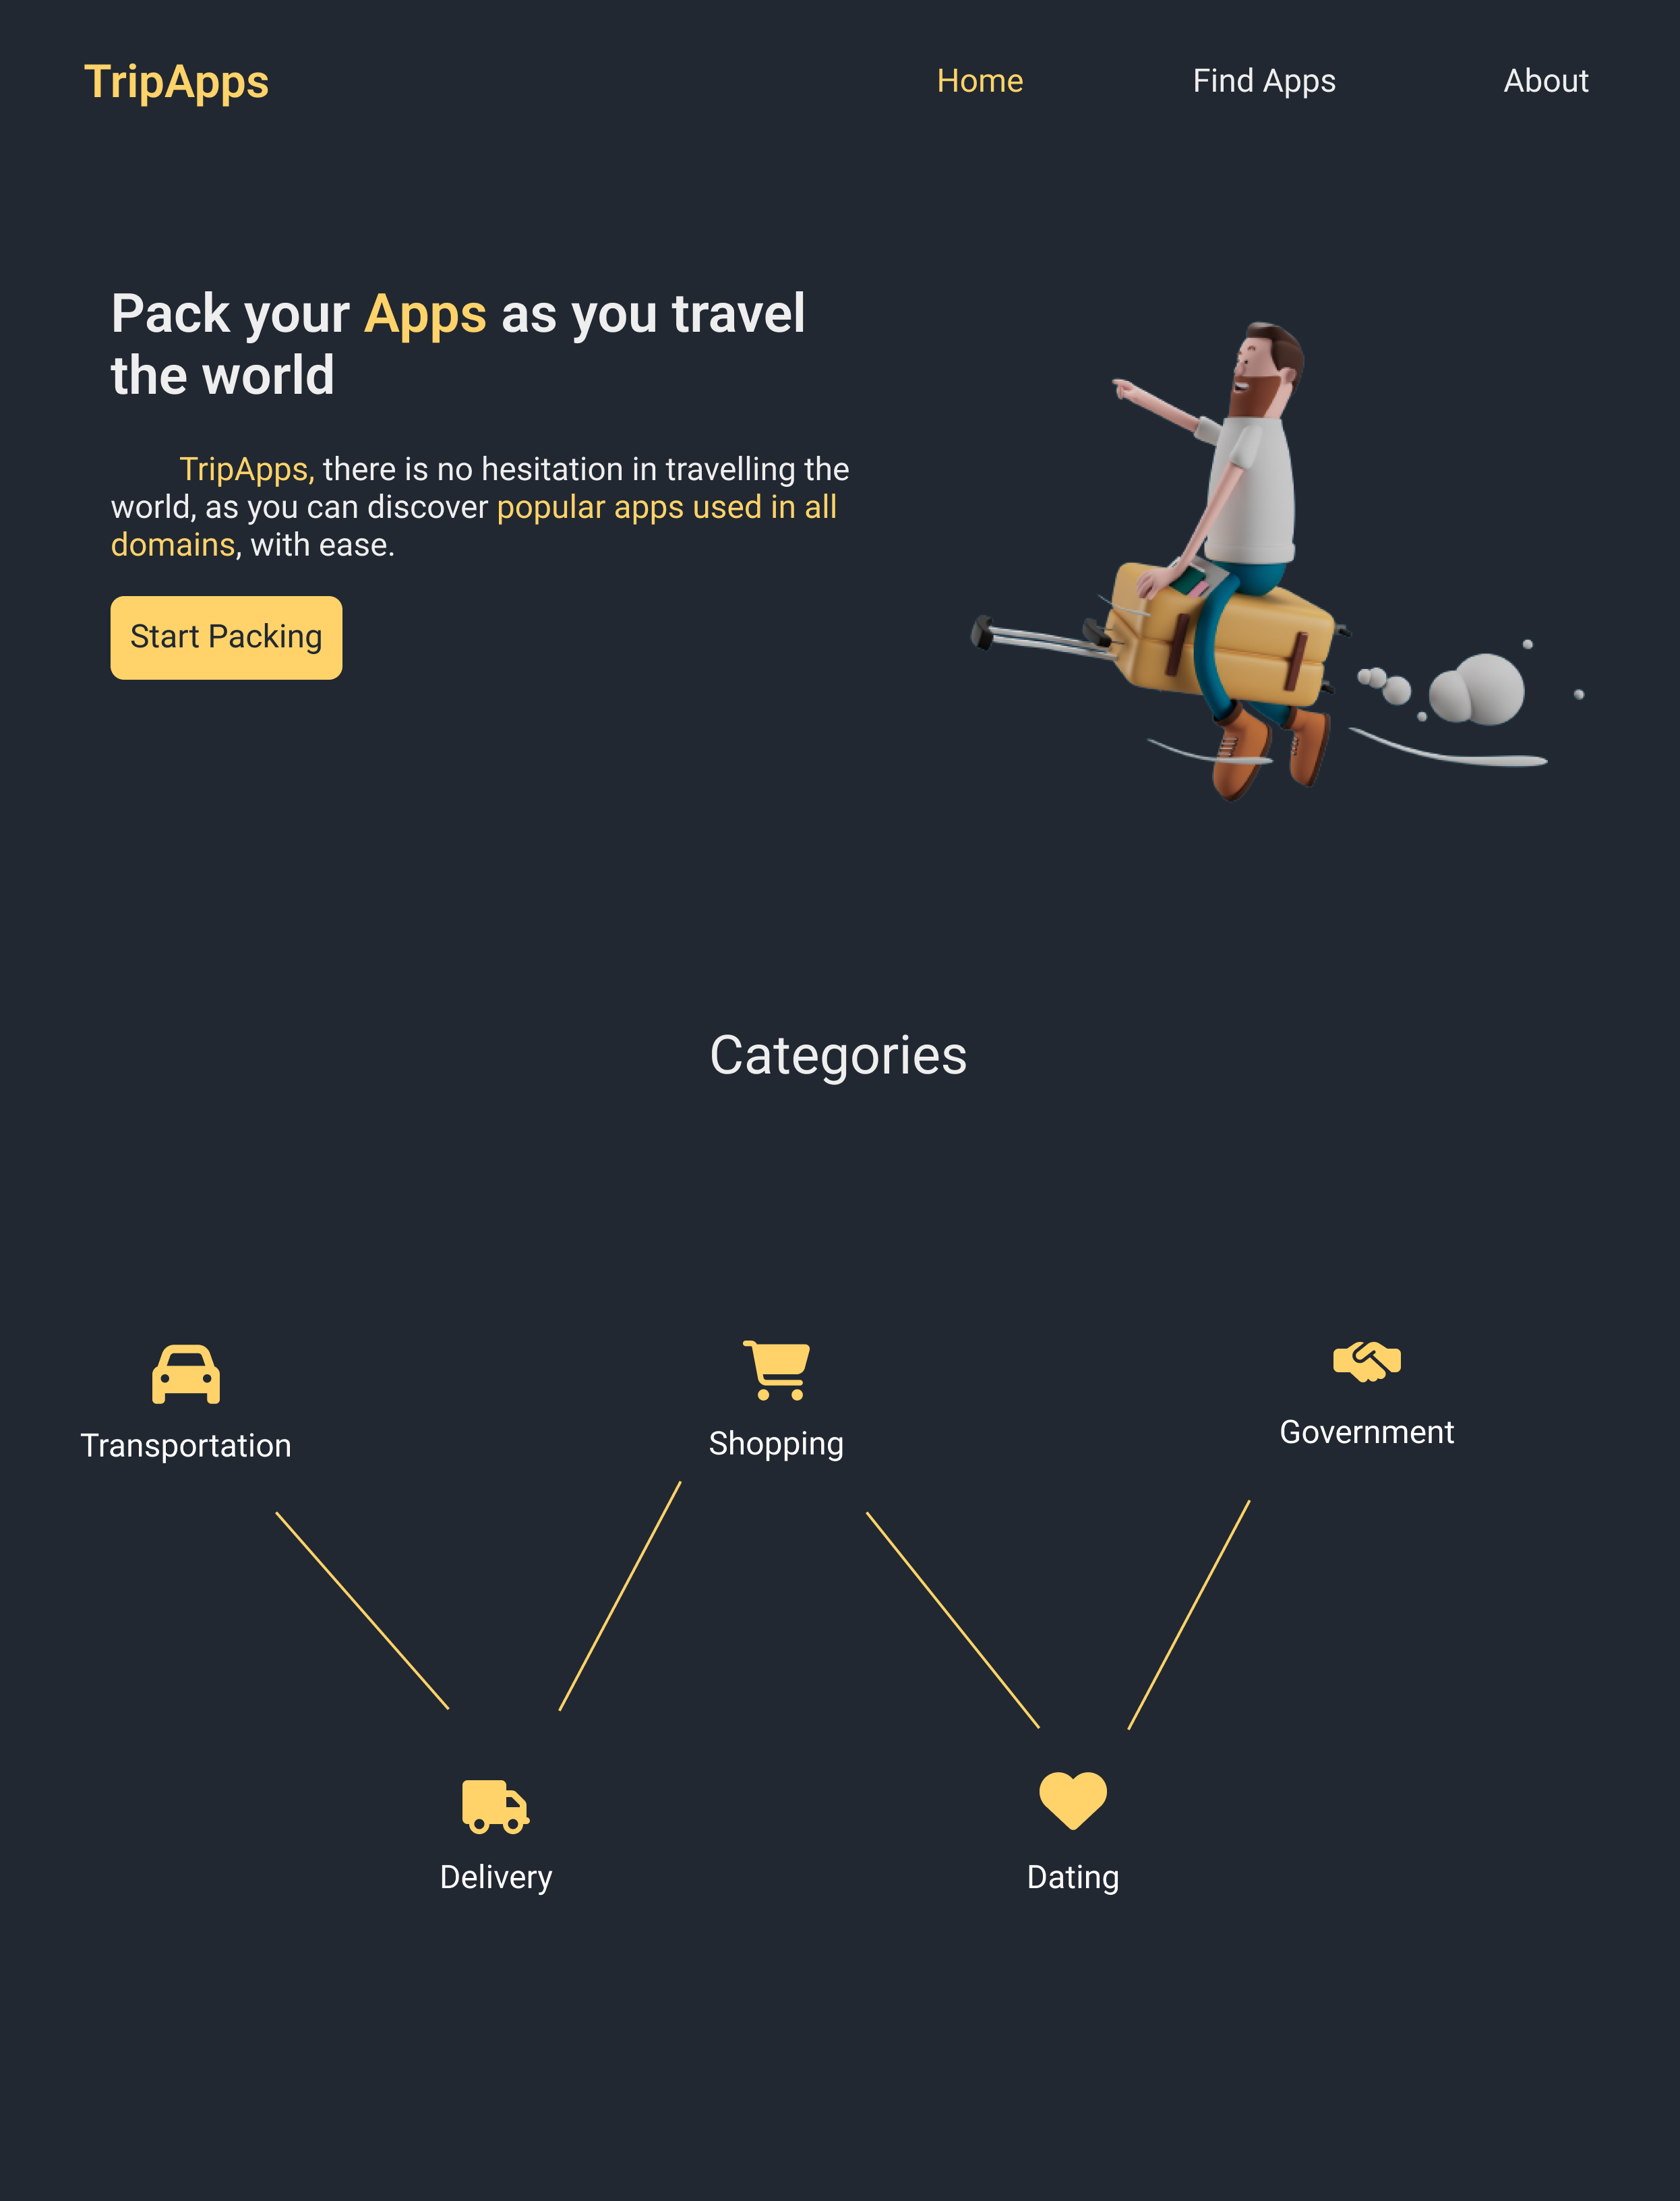 TripApps
Home
Find Apps
About
Pack your Apps as you travel
the world
TripApps, there is no hesitation in travelling the
world, as you can discover popular apps used in all
domains, with ease.
Start Packing
Categories
Transportation
Shopping
Government
Delivery
Dating